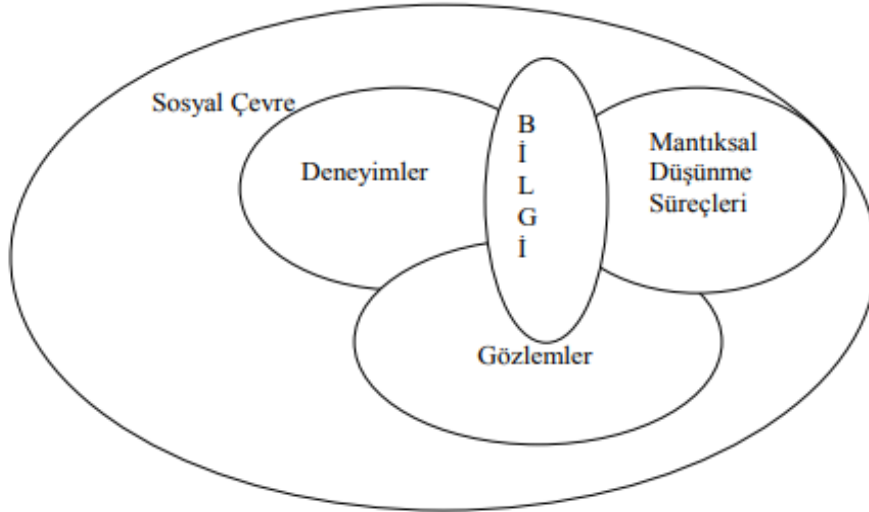 Sosyal Çevre
Deneyimler
B
İ
L
G
İ
Mantıksal
Düşünme
Süreçleri
Gözlemler